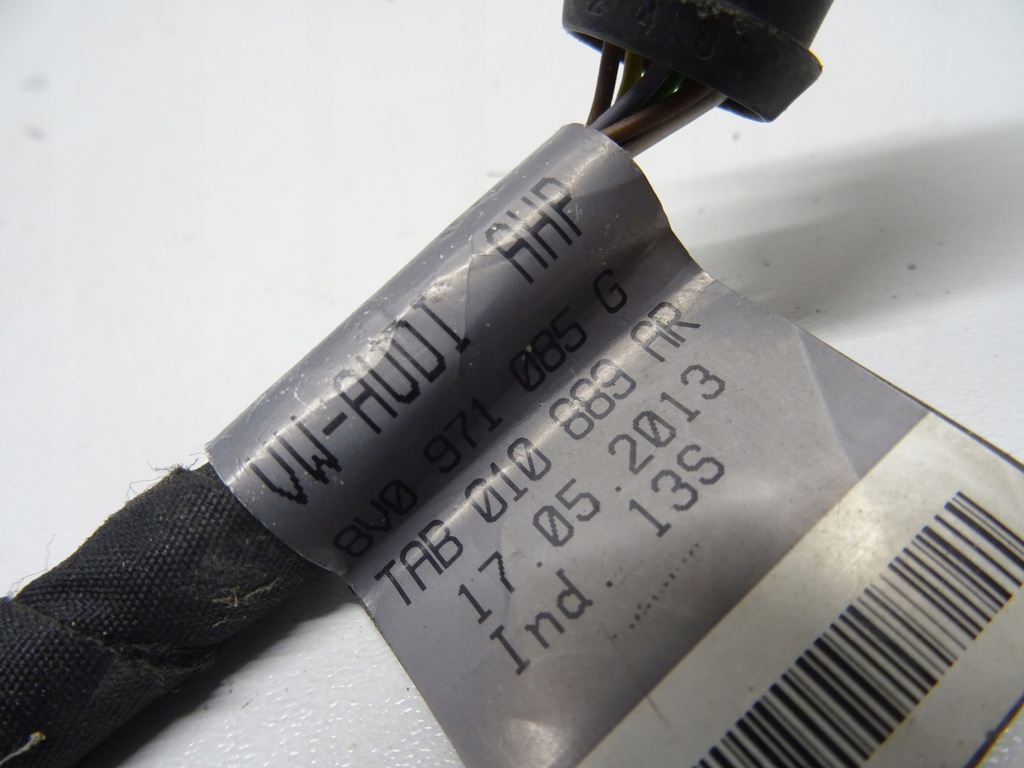 VW-AUDI AHP
8V0 971 085 G
TAB 010 889 AR
17.05.2013
Ind. 13S